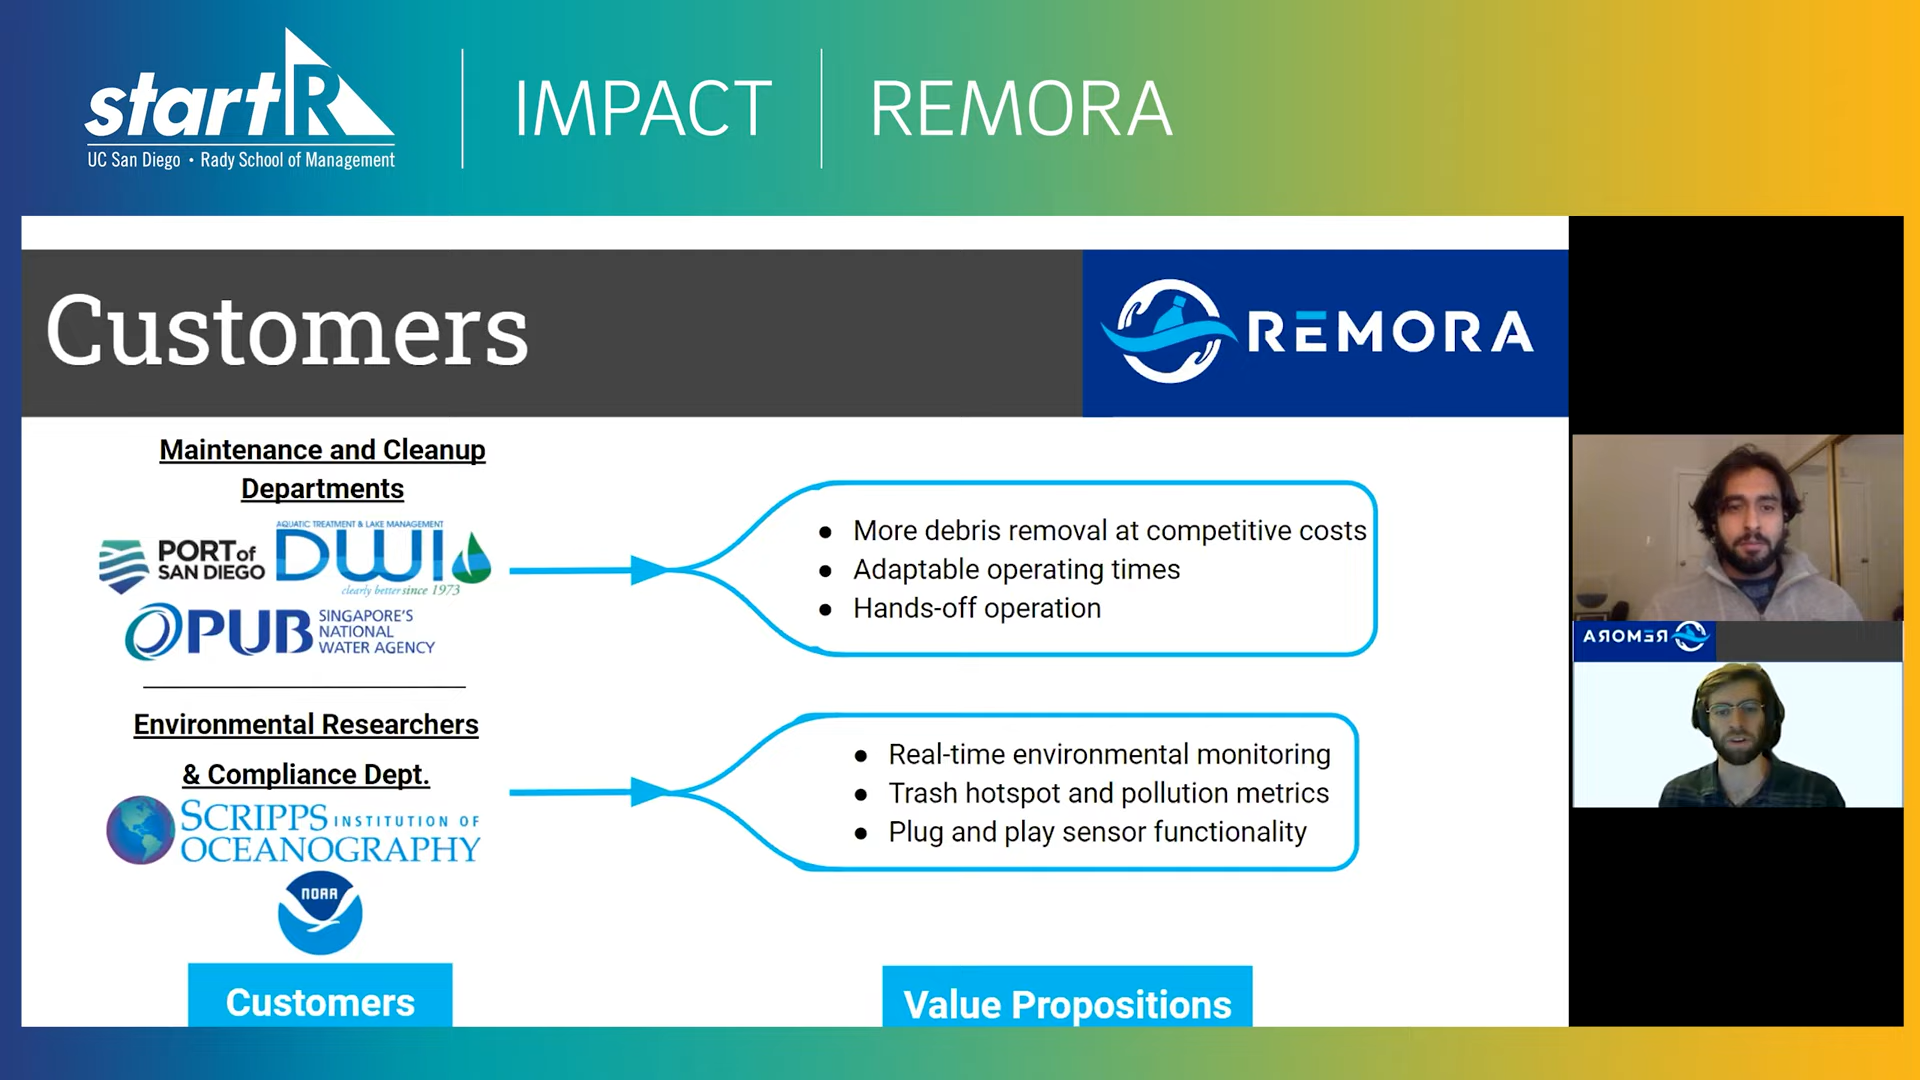 startR
UC San Diego • Rady School of Management
IMPACT
REMORA
Customers
REMORA
Maintenance and Cleanup
Departments
PORT of
SAN DIEGO
AQUATIC TREATMENT & LAKE MANAGEMENT
DWI
clearly better since 1973
PUB
SINGAPORE'S
NATIONAL
WATER AGENCY
● More debris removal at competitive costs
● Adaptable operating times
● Hands-off operation
Environmental Researchers
& Compliance Dept.
SCRIPPS INSTITUTION OF
OCEANOGRAPHY
NOAA
● Real-time environmental monitoring
● Trash hotspot and pollution metrics
● Plug and play sensor functionality
Customers
Value Propositions
REMORA